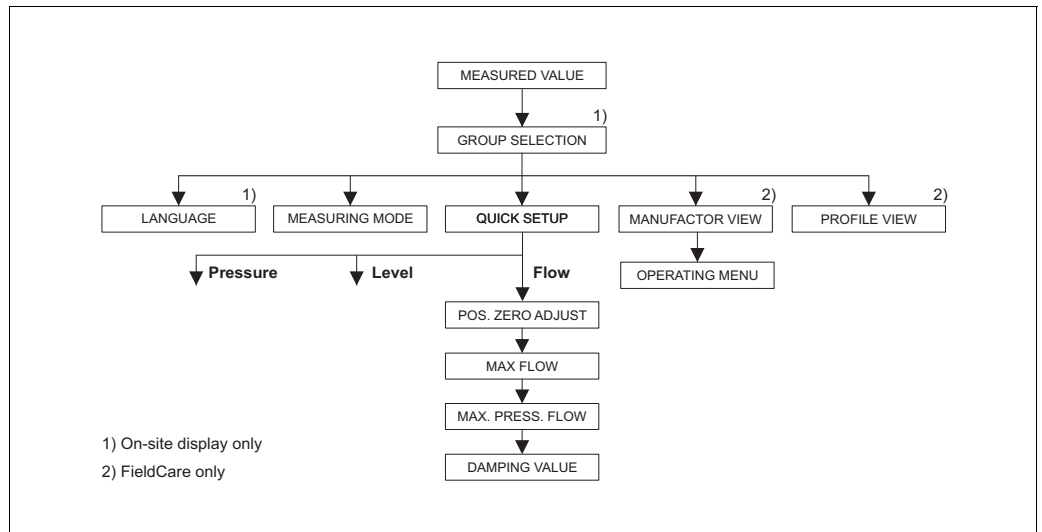 MEASURED VALUE
1)
GROUP SELECTION
1)
2)
2)
LANGUAGE
MEASURING MODE
QUICK SETUP
MANUFACTOR VIEW
PROFILE VIEW
Pressure
Level
Flow
OPERATING MENU
POS. ZERO ADJUST
MAX FLOW
MAX. PRESS. FLOW
DAMPING VALUE
1) On-site display only
2) FieldCare only